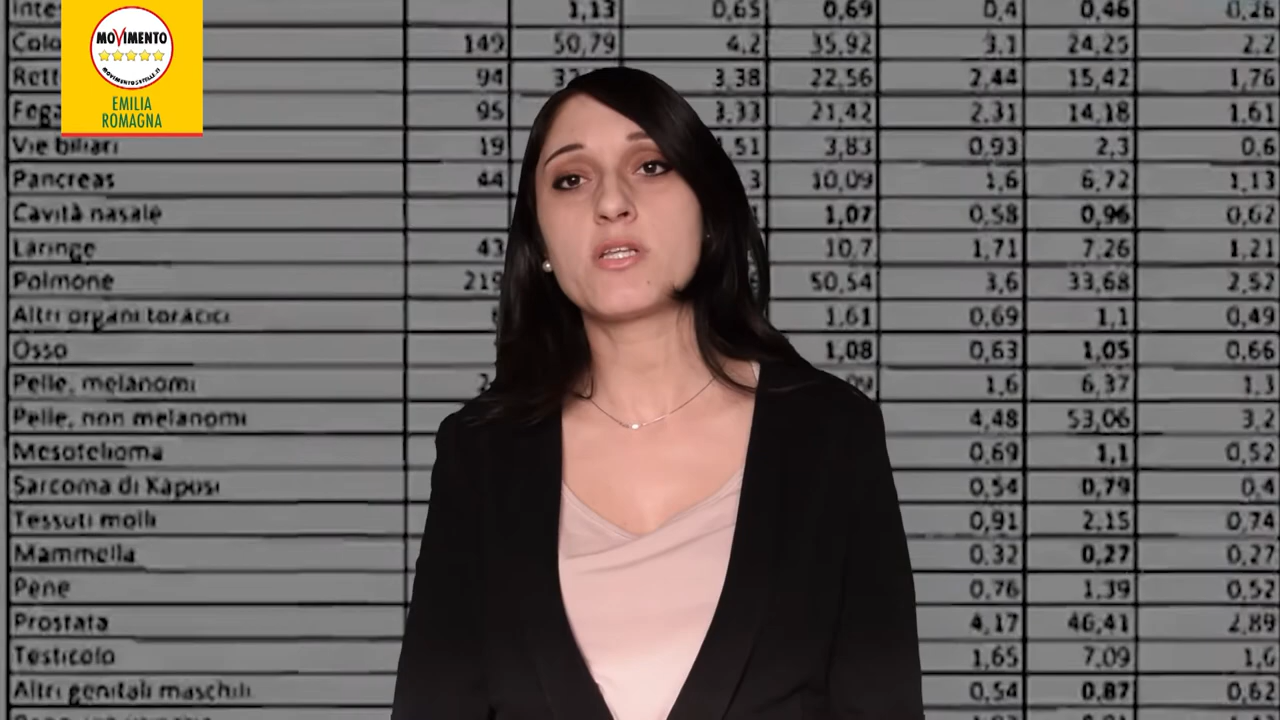 MOVIMENTO
MOVIMENTO5STELLE.IT
EMILIA
ROMAGNA
1,13 0,65 0,69 0,4 0,46 0,26
149 50,79 4,2 35,92 3,1 24,25 2,2
94 3,38 22,56 2,44 15,42 1,76
95 3,33 21,42 2,31 14,18 1,61
Vie biliari 19 3,83 0,93 2,3 0,6
Pancreas 44 10,09 1,6 6,72 1,13
Cavità nasale 1,07 0,58 0,96 0,62
Laringe 43 10,7 1,71 7,26 1,21
Polmone 219 50,54 3,6 33,68 2,52
Altri organi toracici 1,61 0,69 1,1 0,49
Osso 1,08 0,63 1,05 0,66
Pelle, melanomi 1,6 6,37 1,3
Pelle, non melanomi 4,48 53,06 3,2
Mesotelioma 0,69 1,1 0,52
Sarcoma di Kaposi 0,54 0,79 0,4
Tessuti molli 0,91 2,15 0,74
Mammella 0,32 0,27 0,27
Pene 0,76 1,39 0,52
Prostata 4,17 46,41 2,89
Testicolo 1,65 7,09 1,6
Altri genitali maschili 0,54 0,87 0,62